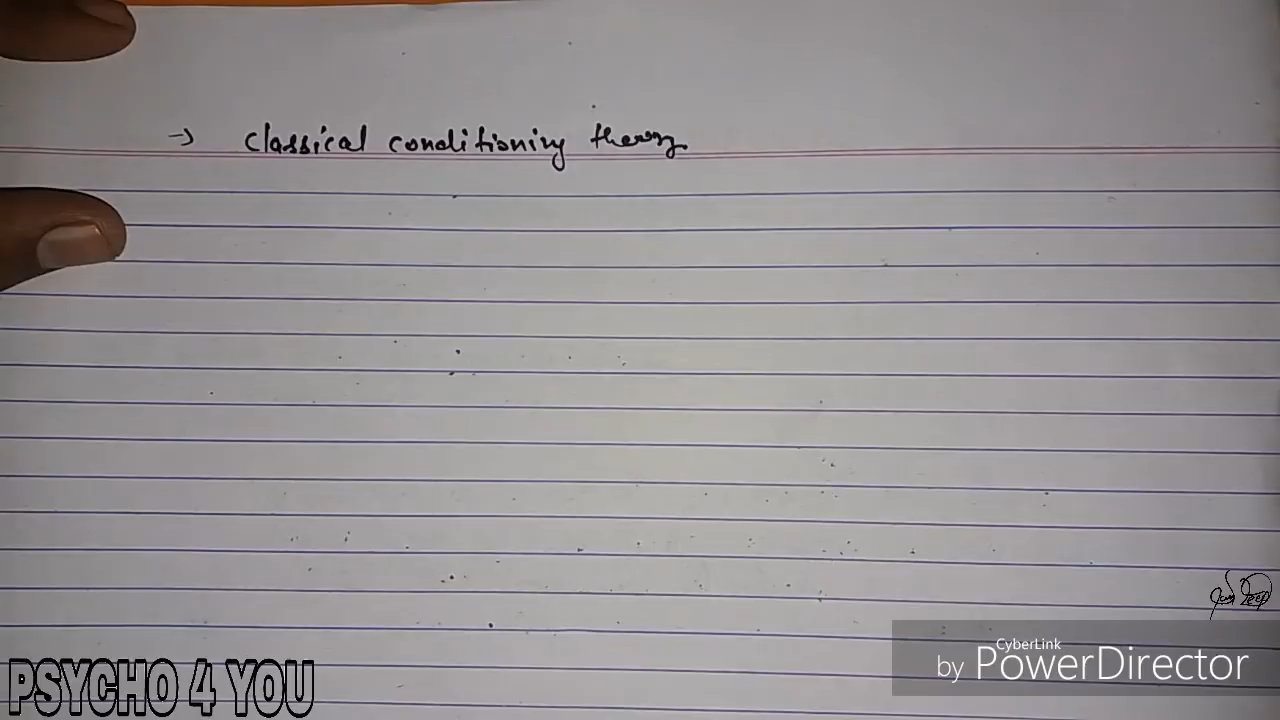 → classical conditioning theory
CyberLink
by PowerDirector
PSYCHO 4 YOU